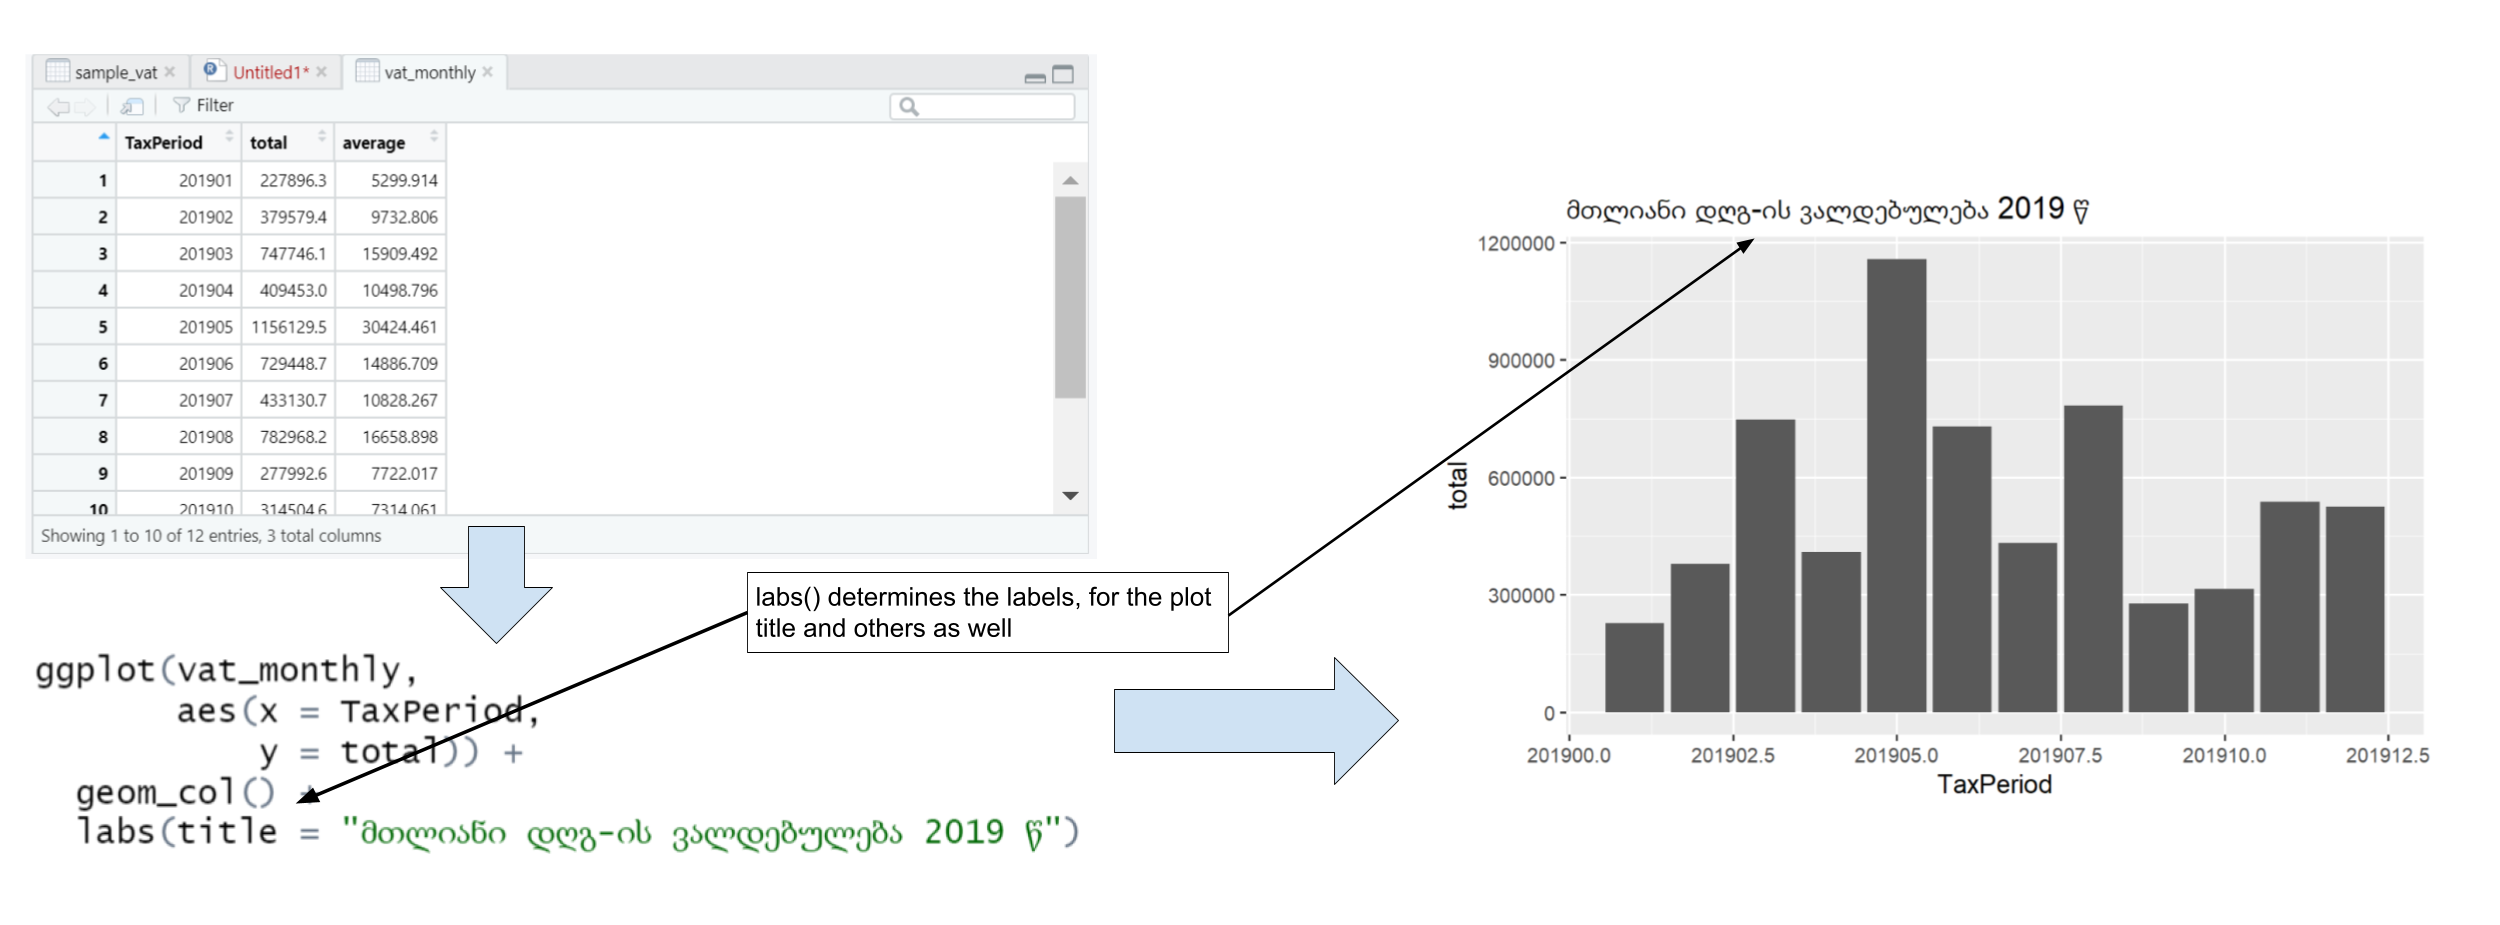 sample_vat
Untitled1*
vat_monthly
Filter
TaxPeriod total average
1 201901 227896.3 5299.914
2 201902 379579.4 9732.806
3 201903 747746.1 15909.492
4 201904 409453.0 10498.796
5 201905 1156129.5 30424.461
6 201906 729448.7 14886.709
7 201907 433130.7 10828.267
8 201908 782968.2 16658.898
9 201909 277992.6 7722.017
10 201910 314504.6 7314.061
Showing 1 to 10 of 12 entries, 3 total columns
labs() determines the labels, for the plot
title and others as well
ggplot(vat_monthly,
aes(x = TaxPeriod,
y = total)) +
geom_col() +
labs(title = "მთლიანი დღგ-ის ვალდებულება 2019 წ")
მთლიანი დღგ-ის ვალდებულება 2019 წ
1200000
900000
600000
300000
0
total
201900.0 201902.5 201905.0 201907.5 201910.0 201912.5
TaxPeriod